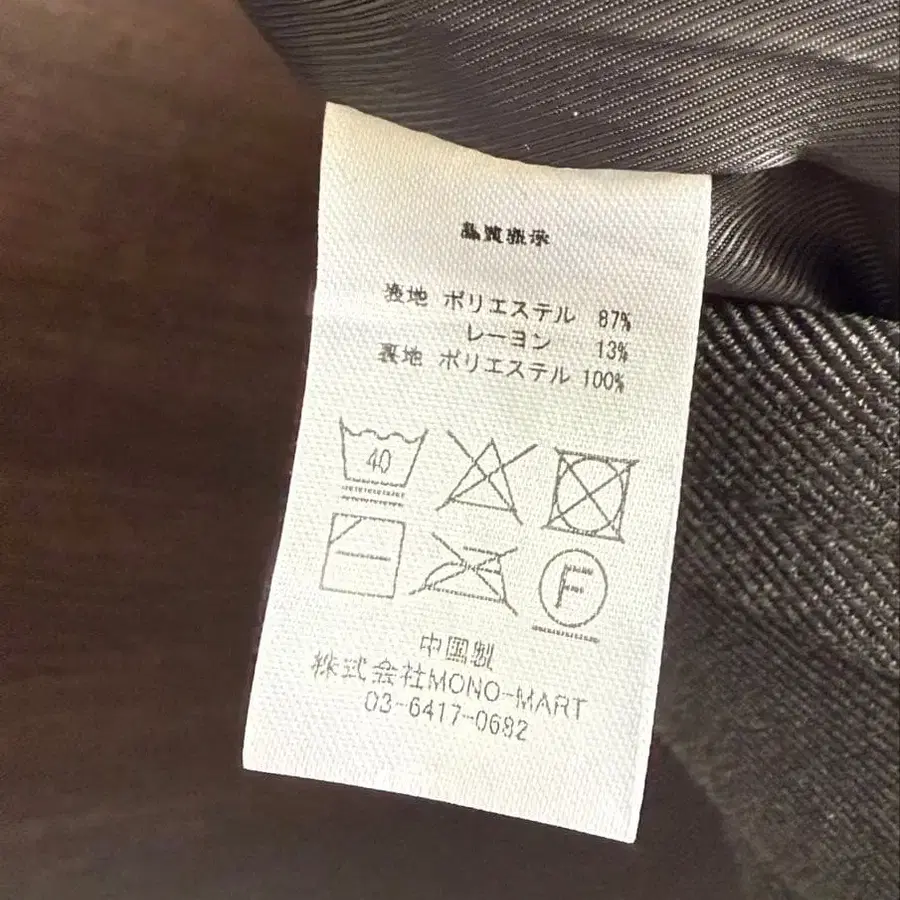 品質表示
表地 ポリエステル 87%
レーヨン 13%
裏地 ポリエステル 100%
40
F
中国製
株式会社MONO-MART
03-6417-0682